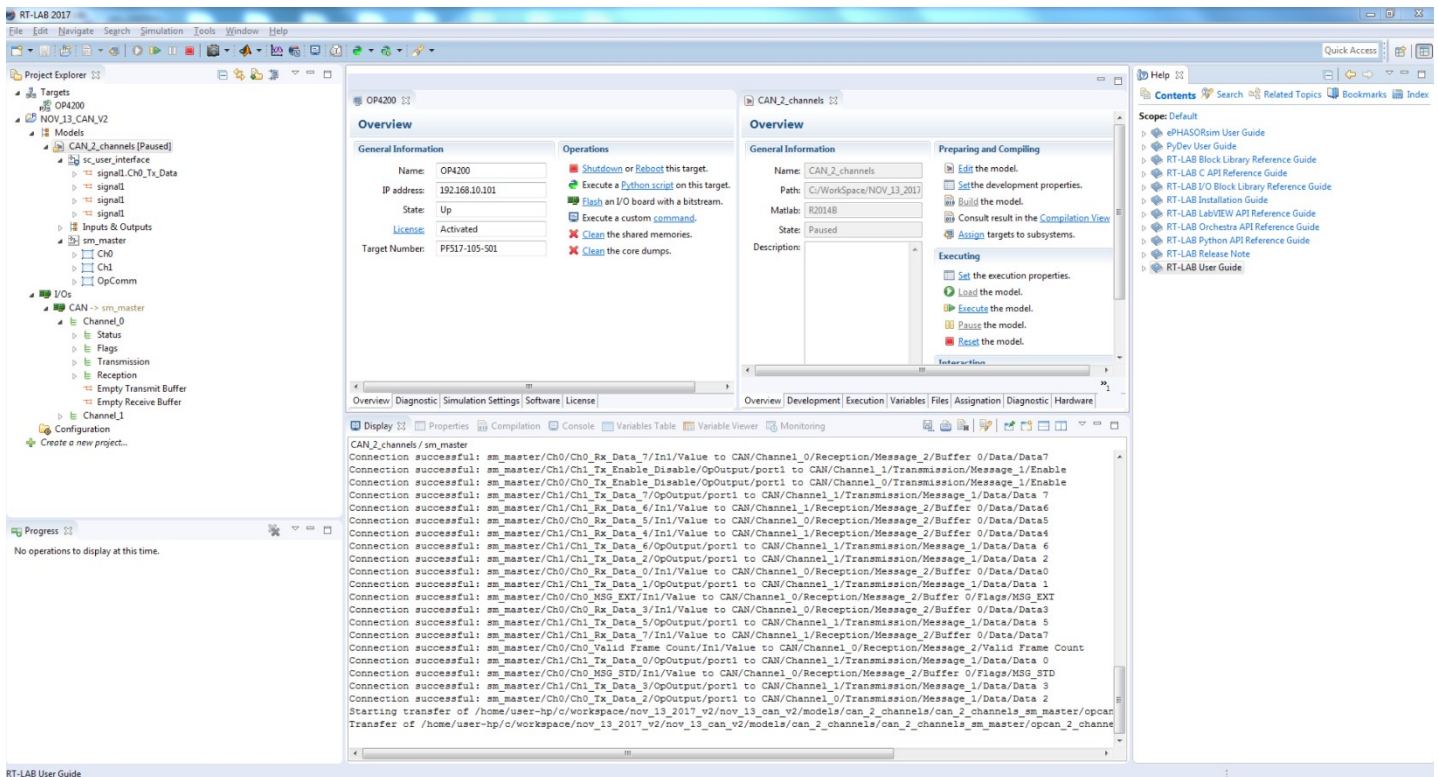 RT-LAB 2017
File Edit Navigate Search Simulation Tools Window Help
Quick Access
Project Explorer
Targets
OP4200
NOV_13_CAN_V2
Models
CAN_2_channels [Paused]
sc_user_interface
signal1.Ch0_Tx_Data
signal1
signal1
signal1
Inputs & Outputs
sm_master
Ch0
Ch1
OpComm
I/Os
CAN -> sm_master
Channel_0
Status
Flags
Transmission
Reception
Empty Transmit Buffer
Empty Receive Buffer
Channel_1
Configuration
Create a new project...
Progress
No operations to display at this time.
OP4200
Overview
General Information
Name: OP4200
IP address: 192.168.10.101
State: Up
License: Activated
Target Number: PF517-105-S01
Operations
Shutdown or Reboot this target.
Execute a Python script on this target.
Flash an I/O board with a bitstream.
Execute a custom command.
Clean the shared memories.
Clean the core dumps.
Overview Diagnostic Simulation Settings Software License
CAN_2_channels
Overview
General Information
Name: CAN_2_channels
Path: C:/WorkSpace/NOV_13_2017
Matlab: R2014B
State: Paused
Description:
Preparing and Compiling
Edit the model.
Set the development properties.
Build the model.
Consult result in the Compilation View
Assign targets to subsystems.
Executing
Set the execution properties.
Load the model.
Execute the model.
Pause the model.
Reset the model.
Interacting
»1
Overview Development Execution Variables Files Assignation Diagnostic Hardware
Display Properties Compilation Console Variables Table Variable Viewer Monitoring
CAN_2_channels / sm_master
Connection successful: sm_master/Ch0/Ch0_Rx_Data_7/In1/Value to CAN/Channel_0/Reception/Message_2/Buffer 0/Data/Data7
Connection successful: sm_master/Ch1/Ch1_Tx_Enable_Disable/OpOutput/port1 to CAN/Channel_1/Transmission/Message_1/Enable
Connection successful: sm_master/Ch0/Ch0_Tx_Enable_Disable/OpOutput/port1 to CAN/Channel_0/Transmission/Message_1/Enable
Connection successful: sm_master/Ch1/Ch1_Tx_Data_7/OpOutput/port1 to CAN/Channel_1/Transmission/Message_1/Data/Data 7
Connection successful: sm_master/Ch1/Ch1_Rx_Data_6/In1/Value to CAN/Channel_1/Reception/Message_2/Buffer 0/Data/Data6
Connection successful: sm_master/Ch0/Ch0_Rx_Data_5/In1/Value to CAN/Channel_0/Reception/Message_2/Buffer 0/Data/Data5
Connection successful: sm_master/Ch1/Ch1_Rx_Data_4/In1/Value to CAN/Channel_1/Reception/Message_2/Buffer 0/Data/Data4
Connection successful: sm_master/Ch1/Ch1_Tx_Data_6/OpOutput/port1 to CAN/Channel_1/Transmission/Message_1/Data/Data 6
Connection successful: sm_master/Ch1/Ch1_Tx_Data_2/OpOutput/port1 to CAN/Channel_1/Transmission/Message_1/Data/Data 2
Connection successful: sm_master/Ch0/Ch0_Rx_Data_0/In1/Value to CAN/Channel_0/Reception/Message_2/Buffer 0/Data/Data0
Connection successful: sm_master/Ch1/Ch1_Tx_Data_1/OpOutput/port1 to CAN/Channel_1/Transmission/Message_1/Data/Data 1
Connection successful: sm_master/Ch0/Ch0_MSG_EXT/In1/Value to CAN/Channel_0/Reception/Message_2/Buffer 0/Flags/MSG_EXT
Connection successful: sm_master/Ch0/Ch0_Rx_Data_3/In1/Value to CAN/Channel_0/Reception/Message_2/Buffer 0/Data/Data3
Connection successful: sm_master/Ch1/Ch1_Tx_Data_5/OpOutput/port1 to CAN/Channel_1/Transmission/Message_1/Data/Data 5
Connection successful: sm_master/Ch1/Ch1_Rx_Data_7/In1/Value to CAN/Channel_1/Reception/Message_2/Buffer 0/Data/Data7
Connection successful: sm_master/Ch0/Ch0_Valid Frame Count/In1/Value to CAN/Channel_0/Reception/Message_2/Valid Frame Count
Connection successful: sm_master/Ch1/Ch1_Tx_Data_0/OpOutput/port1 to CAN/Channel_1/Transmission/Message_1/Data/Data 0
Connection successful: sm_master/Ch0/Ch0_MSG_STD/In1/Value to CAN/Channel_0/Reception/Message_2/Buffer 0/Flags/MSG_STD
Connection successful: sm_master/Ch1/Ch1_Tx_Data_3/OpOutput/port1 to CAN/Channel_1/Transmission/Message_1/Data/Data 3
Connection successful: sm_master/Ch0/Ch0_Tx_Data_2/OpOutput/port1 to CAN/Channel_0/Transmission/Message_1/Data/Data 2
Starting transfer of /home/user-hp/c/workspace/nov_13_2017_v2/nov_13_can_v2/models/can_2_channels/can_2_channels_sm_master/opcan
Transfer of /home/user-hp/c/workspace/nov_13_2017_v2/nov_13_can_v2/models/can_2_channels/can_2_channels_sm_master/opcan_2_channe
Help
Contents Search Related Topics Bookmarks Index
Scope: Default
ePHASORsim User Guide
PyDev User Guide
RT-LAB Block Library Reference Guide
RT-LAB C API Reference Guide
RT-LAB I/O Block Library Reference Guide
RT-LAB Installation Guide
RT-LAB LabVIEW API Reference Guide
RT-LAB Orchestra API Reference Guide
RT-LAB Python API Reference Guide
RT-LAB Release Note
RT-LAB User Guide
RT-LAB User Guide